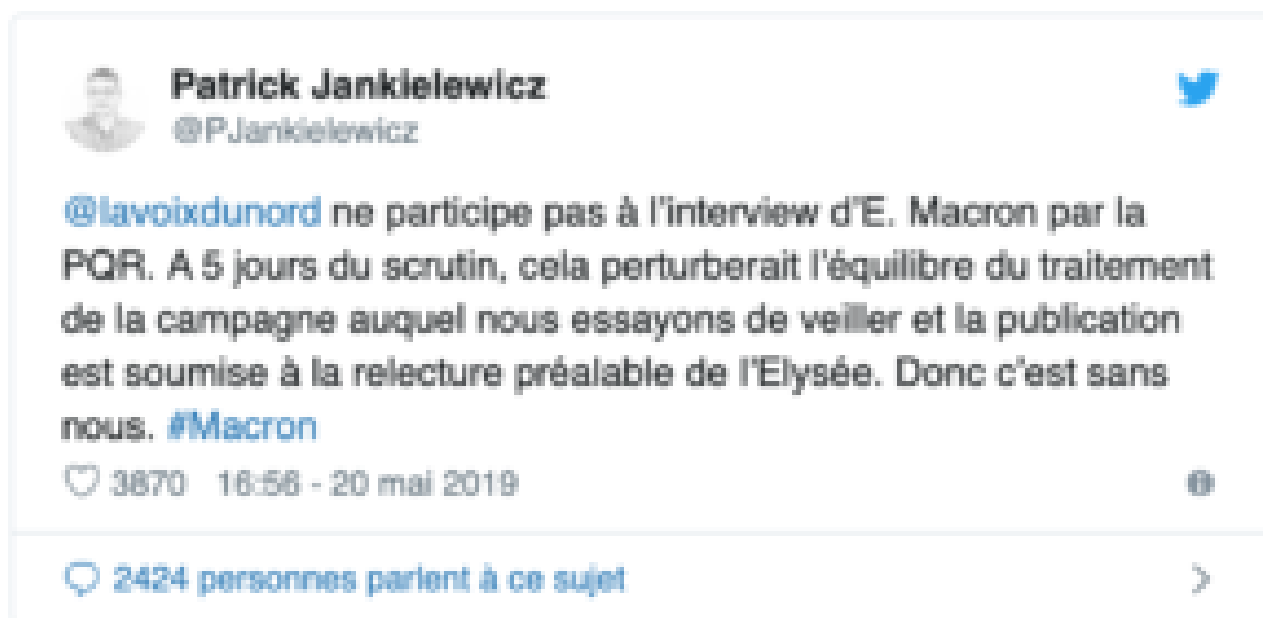 Patrick Jankielewicz
@PJankielewicz
@lavoixdunord ne participe pas à l'interview d'E. Macron par la
PQR. A 5 jours du scrutin, cela perturberait l'équilibre du traitement
de la campagne auquel nous essayons de veiller et la publication
est soumise à la relecture préalable de l'Elysée. Donc c'est sans
nous. #Macron
3870 16:56 - 20 mai 2019
2424 personnes parlent à ce sujet